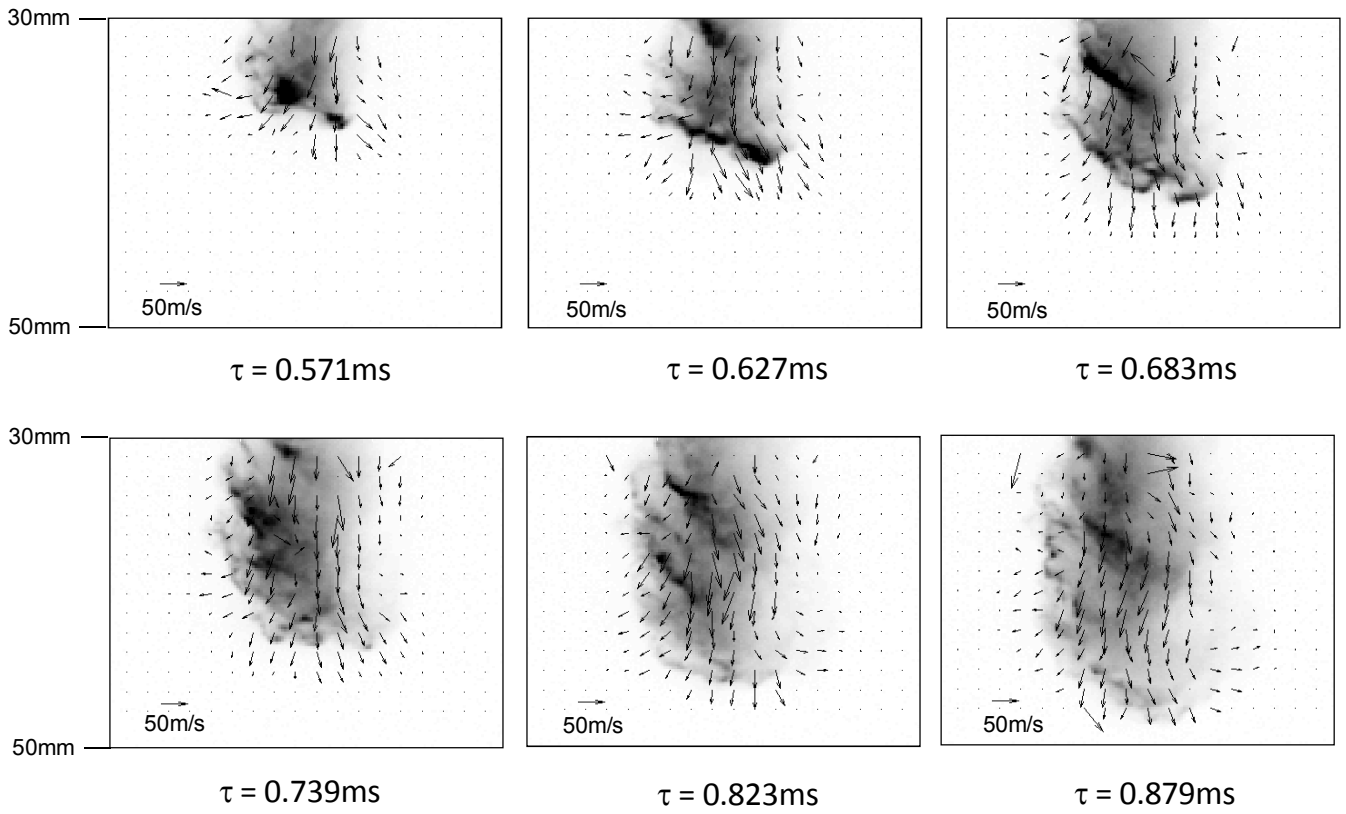 30mm
50m/s
50m/s
50m/s
50mm
τ = 0.571ms
τ = 0.627ms
τ = 0.683ms
30mm
50m/s
50m/s
50m/s
50mm
τ = 0.739ms
τ = 0.823ms
τ = 0.879ms